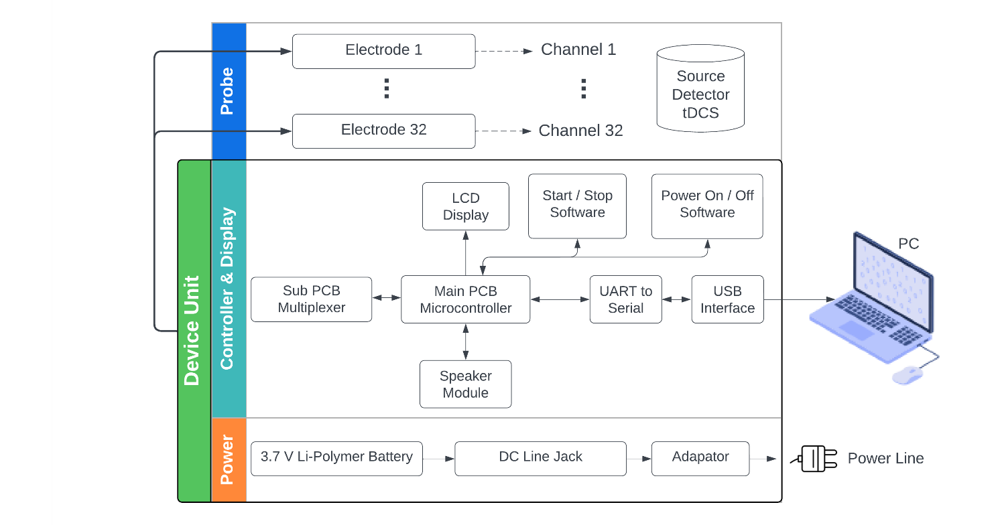 Probe
Electrode 1
Channel 1
Electrode 32
Channel 32
Source
Detector
tDCS
Device Unit
Controller & Display
LCD
Display
Start / Stop
Software
Power On / Off
Software
Sub PCB
Multiplexer
Main PCB
Microcontroller
UART to
Serial
USB
Interface
PC
Speaker
Module
Power
3.7 V Li-Polymer Battery
DC Line Jack
Adapator
Power Line